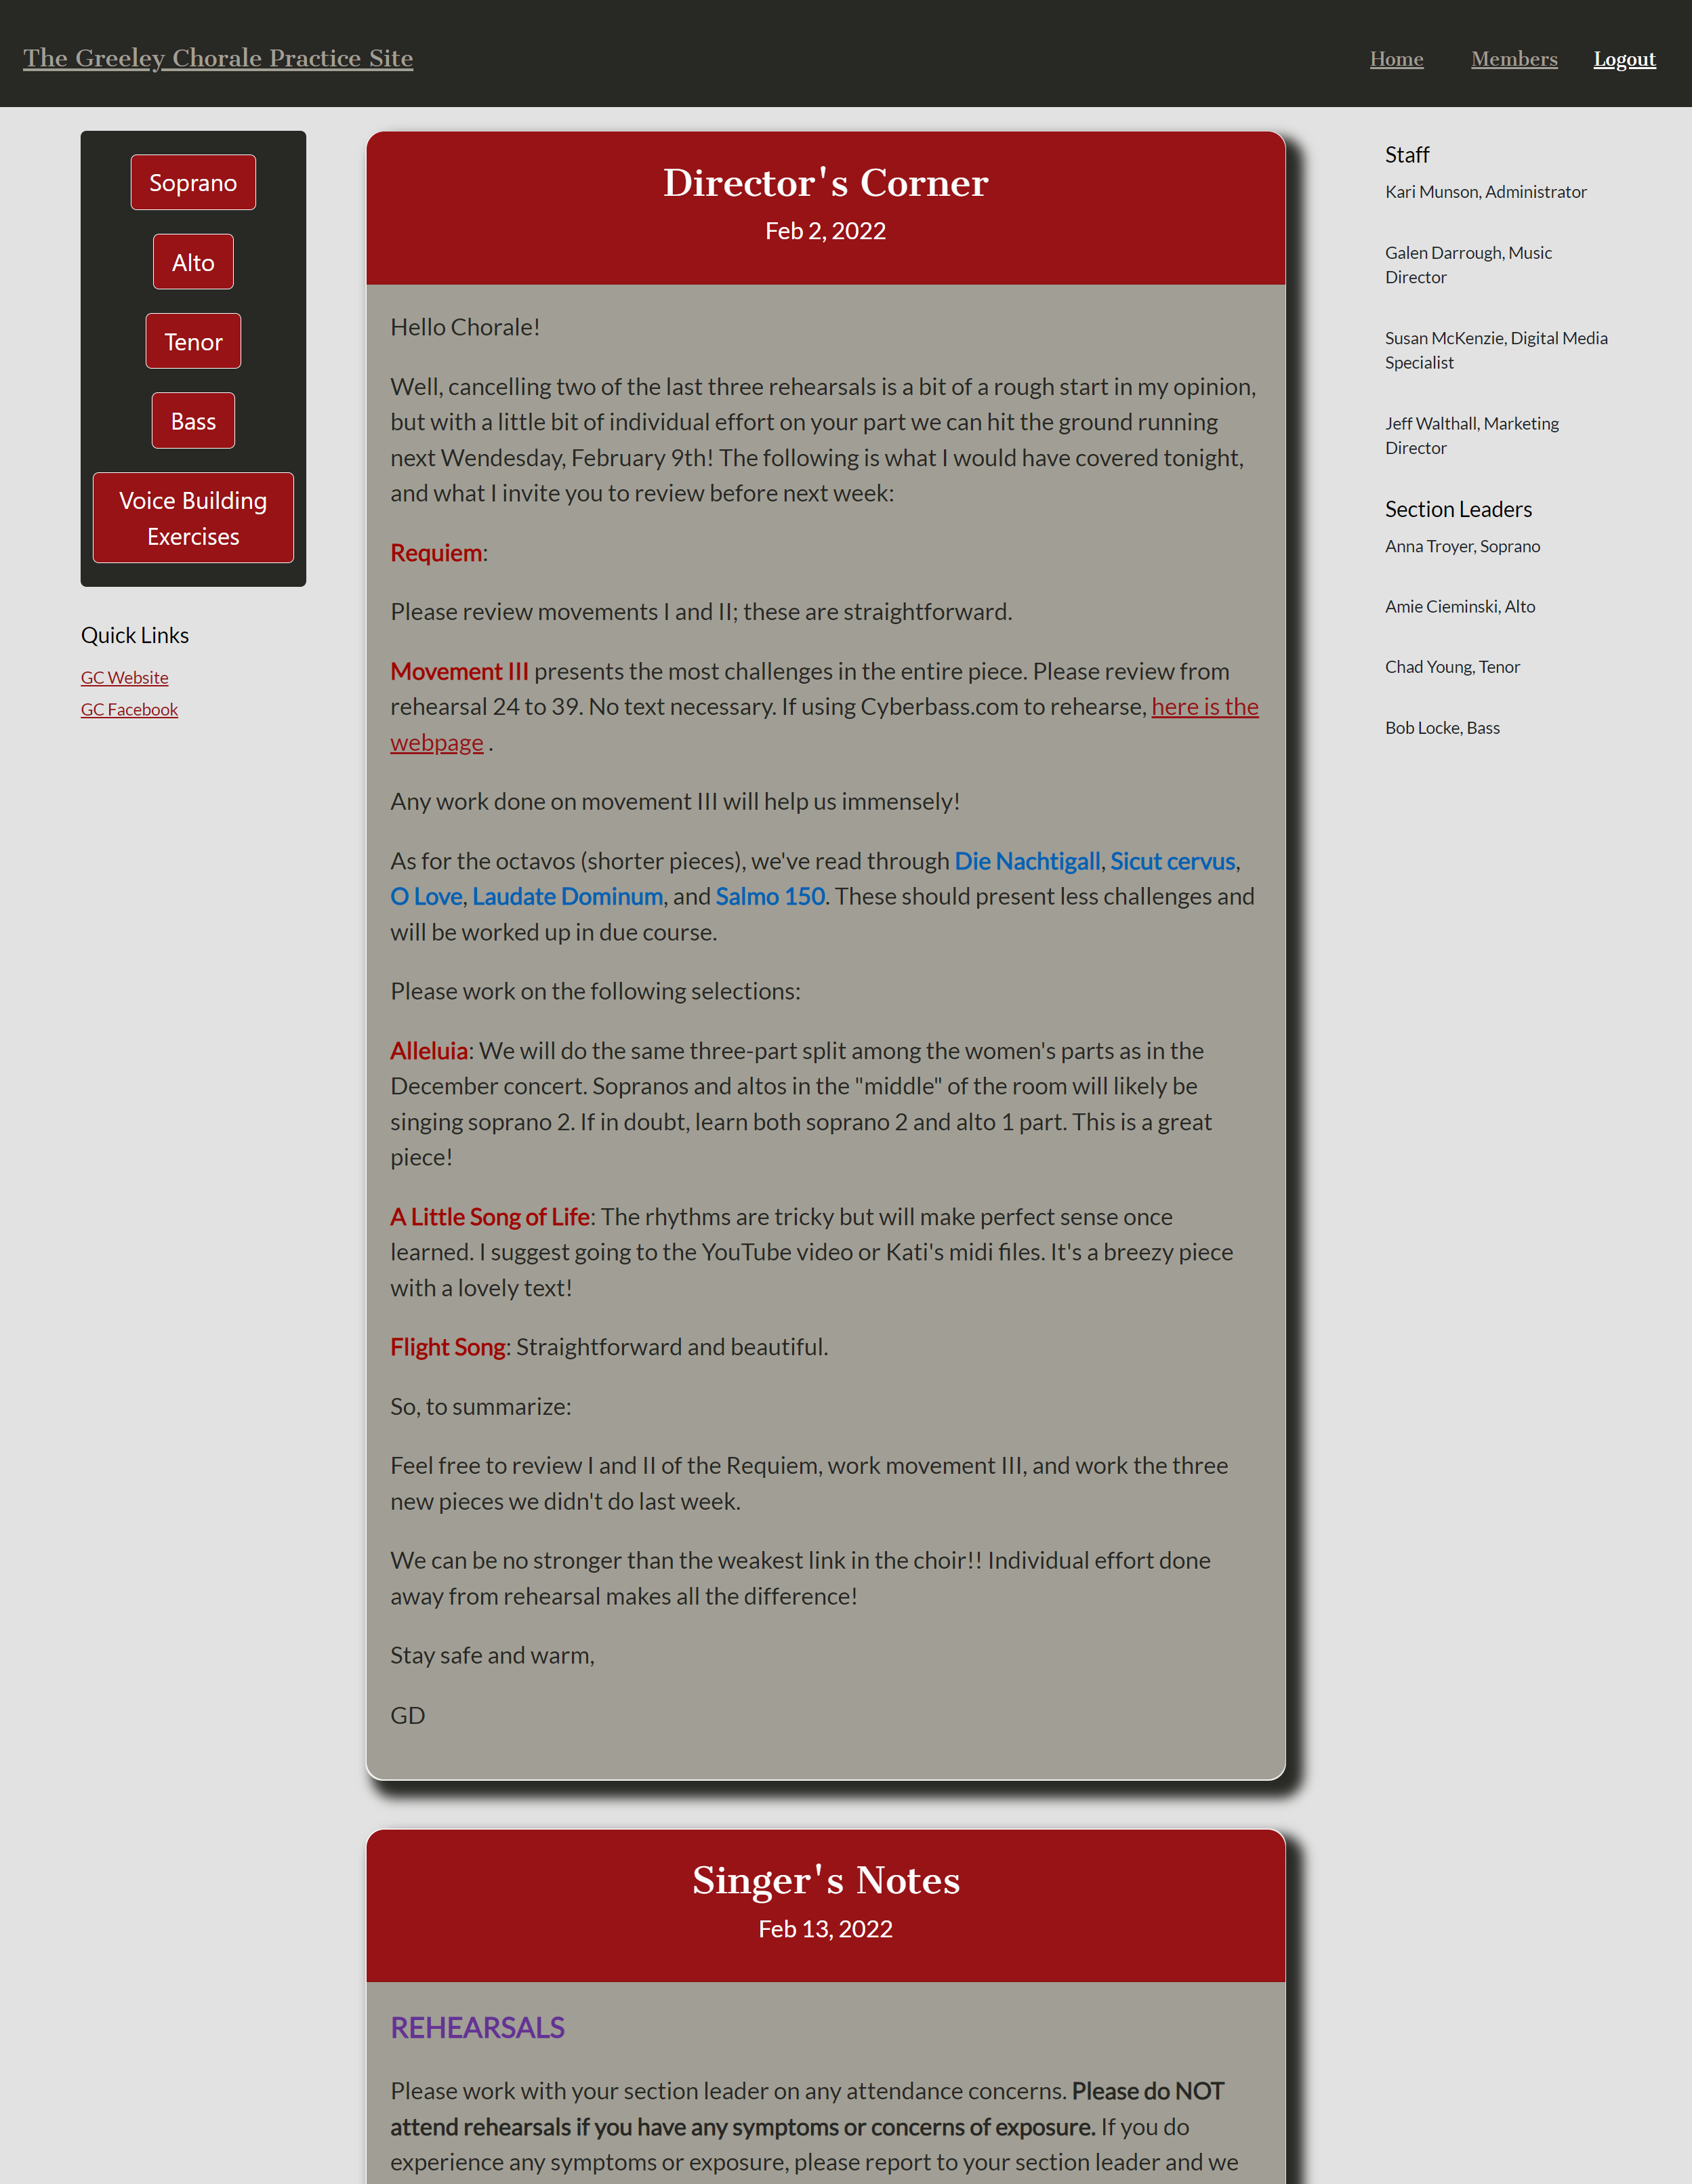 The Greeley Chorale Practice Site
Home
Members
Logout
Soprano
Alto
Tenor
Bass
Voice Building
Exercises
Quick Links
GC Website
GC Facebook
Director's Corner
Feb 2, 2022
Hello Chorale!
Well, cancelling two of the last three rehearsals is a bit of a rough start in my opinion,
but with a little bit of individual effort on your part we can hit the ground running
next Wendesday, February 9th! The following is what I would have covered tonight,
and what I invite you to review before next week:
Requiem:
Please review movements I and II; these are straightforward.
Movement III presents the most challenges in the entire piece. Please review from
rehearsal 24 to 39. No text necessary. If using Cyberbass.com to rehearse, here is the
webpage .
Any work done on movement III will help us immensely!
As for the octavos (shorter pieces), we've read through Die Nachtigall, Sicut cervus,
O Love, Laudate Dominum, and Salmo 150. These should present less challenges and
will be worked up in due course.
Please work on the following selections:
Alleluia: We will do the same three-part split among the women's parts as in the
December concert. Sopranos and altos in the "middle" of the room will likely be
singing soprano 2. If in doubt, learn both soprano 2 and alto 1 part. This is a great
piece!
A Little Song of Life: The rhythms are tricky but will make perfect sense once
learned. I suggest going to the YouTube video or Kati's midi files. It's a breezy piece
with a lovely text!
Flight Song: Straightforward and beautiful.
So, to summarize:
Feel free to review I and II of the Requiem, work movement III, and work the three
new pieces we didn't do last week.
We can be no stronger than the weakest link in the choir!! Individual effort done
away from rehearsal makes all the difference!
Stay safe and warm,
GD
Singer's Notes
Feb 13, 2022
REHEARSALS
Please work with your section leader on any attendance concerns. Please do NOT
attend rehearsals if you have any symptoms or concerns of exposure. If you do
experience any symptoms or exposure, please report to your section leader and we
Staff
Kari Munson, Administrator
Galen Darrough, Music
Director
Susan McKenzie, Digital Media
Specialist
Jeff Walthall, Marketing
Director
Section Leaders
Anna Troyer, Soprano
Amie Cieminski, Alto
Chad Young, Tenor
Bob Locke, Bass